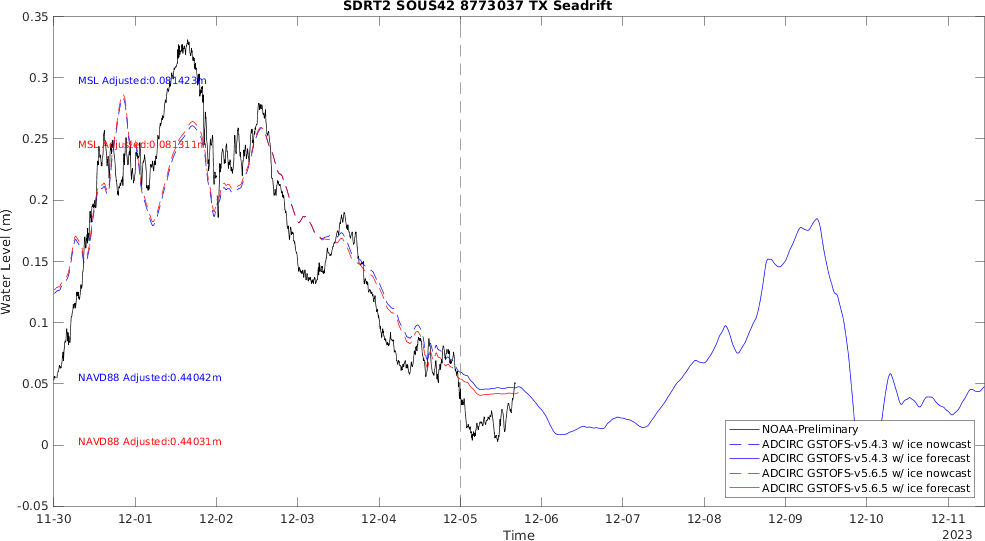 SDRT2 SOUS42 8773037 TX Seadrift
0.35
0.3
0.25
0.2
0.15
0.1
0.05
0
-0.05
Water Level (m)
MSL Adjusted:0.081423m
MSL Adjusted:0.081311m
NAVD88 Adjusted:0.44042m
NAVD88 Adjusted:0.44031m
NOAA-Preliminary
ADCIRC GSTOFS-v5.4.3 w/ ice nowcast
ADCIRC GSTOFS-v5.4.3 w/ ice forecast
ADCIRC GSTOFS-v5.6.5 w/ ice nowcast
ADCIRC GSTOFS-v5.6.5 w/ ice forecast
11-30 12-01 12-02 12-03 12-04 12-05 12-06 12-07 12-08 12-09 12-10 12-11
Time
2023